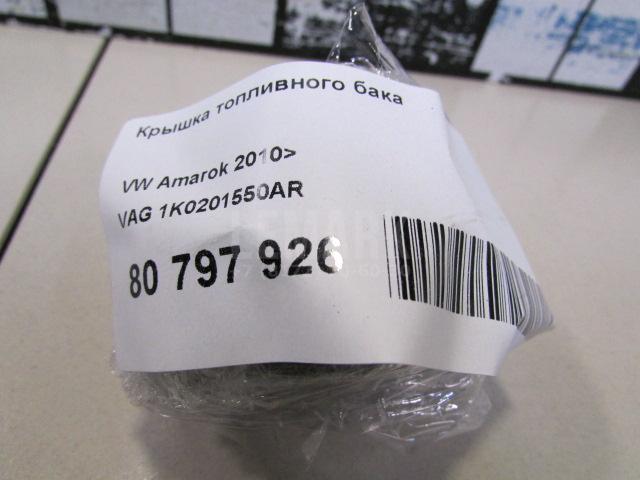 Крышка топливного бака
VW Amarok 2010>
VAG 1K0201550AR
80 797 926